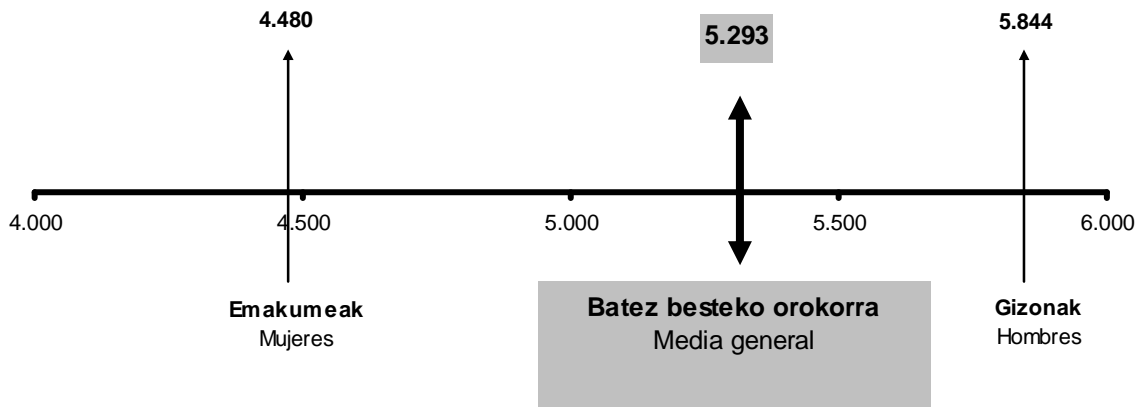 4.480
5.293
5.844
4.000
4.500
5.000
5.500
6.000
Emakumeak
Mujeres
Batez besteko orokorra
Media general
Gizonak
Hombres